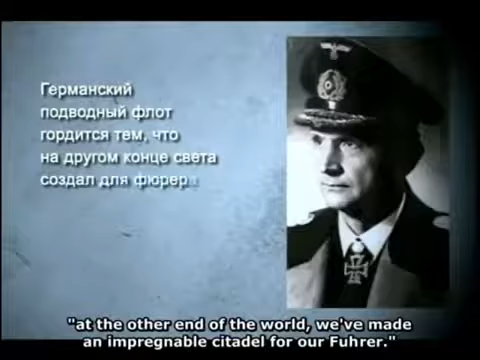 Германский
подводный флот
гордится тем, что
на другом конце света
создал для фюрера
"at the other end of the world, we've made
an impregnable citadel for our Fuhrer."